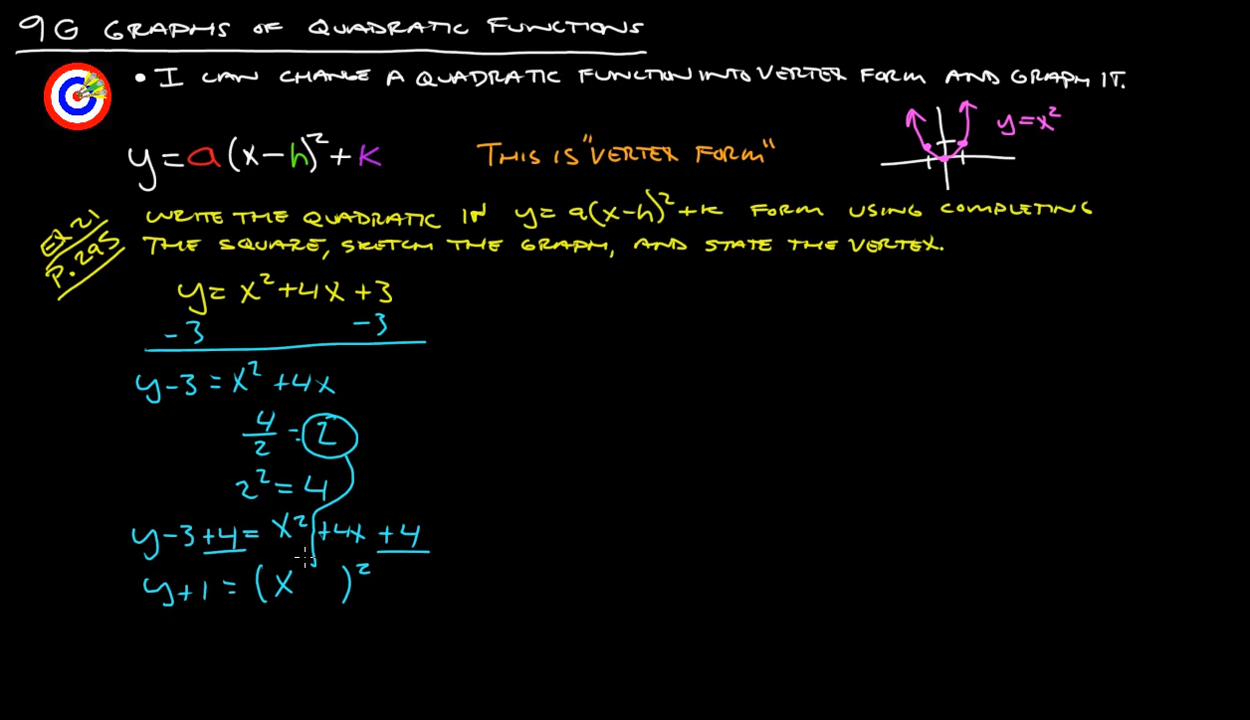 9G GRAPHS OF QUADRATIC FUNCTIONS
• I CAN CHANGE A QUADRATIC FUNCTION INTO VERTEX FORM AND GRAPH IT.
y = x²
y = a(x-h)² + k THIS IS "VERTEX FORM"
EX. 21
P. 295
WRITE THE QUADRATIC IN y = a(x-h)² + k FORM USING COMPLETING
THE SQUARE, SKETCH THE GRAPH, AND STATE THE VERTEX.
y = x² + 4x + 3
-3 -3
y - 3 = x² + 4x
4/2 = 2
2² = 4
y - 3 + 4 = x² + 4x + 4
y + 1 = (x )²